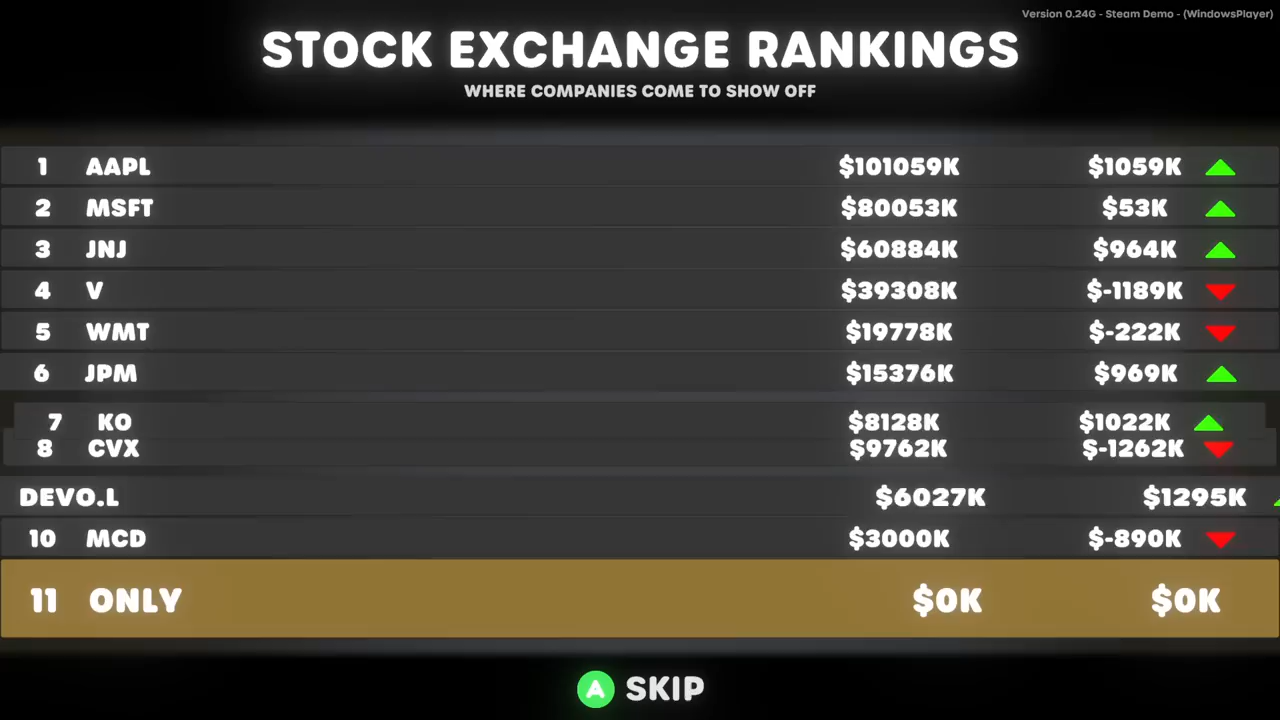 Version 0.24G - Steam Demo - (WindowsPlayer)
STOCK EXCHANGE RANKINGS
WHERE COMPANIES COME TO SHOW OFF
1 AAPL $101059K $1059K
2 MSFT $80053K $53K
3 JNJ $60884K $964K
4 V $39308K $-1189K
5 WMT $19778K $-222K
6 JPM $15376K $969K
7 KO $8128K $1022K
8 CVX $9762K $-1262K
DEVO.L $6027K $1295K
10 MCD $3000K $-890K
11 ONLY $0K $0K
A SKIP